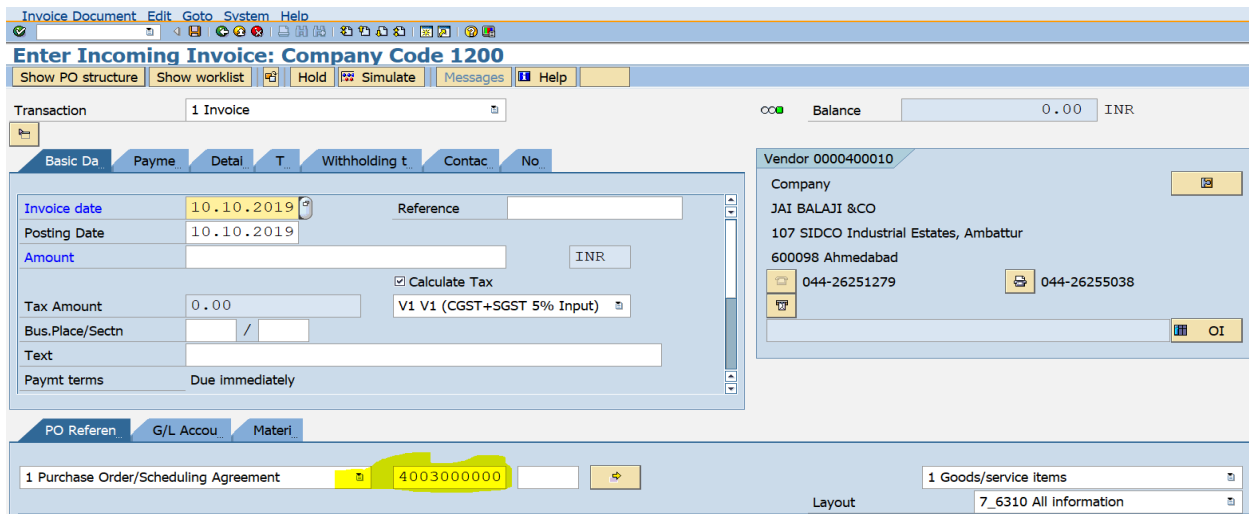 Invoice Document Edit Goto System Help
Enter Incoming Invoice: Company Code 1200
Show PO structure Show worklist Hold Simulate Messages Help
Transaction 1 Invoice Balance 0.00 INR
Basic Da... Payme... Detai... T... Withholding t... Contac... No...
Vendor 0000400010
Company
Invoice date 10.10.2019 Reference
JAI BALAJI &CO
Posting Date 10.10.2019
107 SIDCO Industrial Estates, Ambattur
Amount INR
600098 Ahmedabad
Calculate Tax
044-26251279 044-26255038
Tax Amount 0.00 V1 V1 (CGST+SGST 5% Input)
Bus.Place/Sectn /
OI
Text
Paymt terms Due immediately
PO Referen... G/L Accou... Materi...
1 Purchase Order/Scheduling Agreement 4003000000 1 Goods/service items
Layout 7_6310 All information